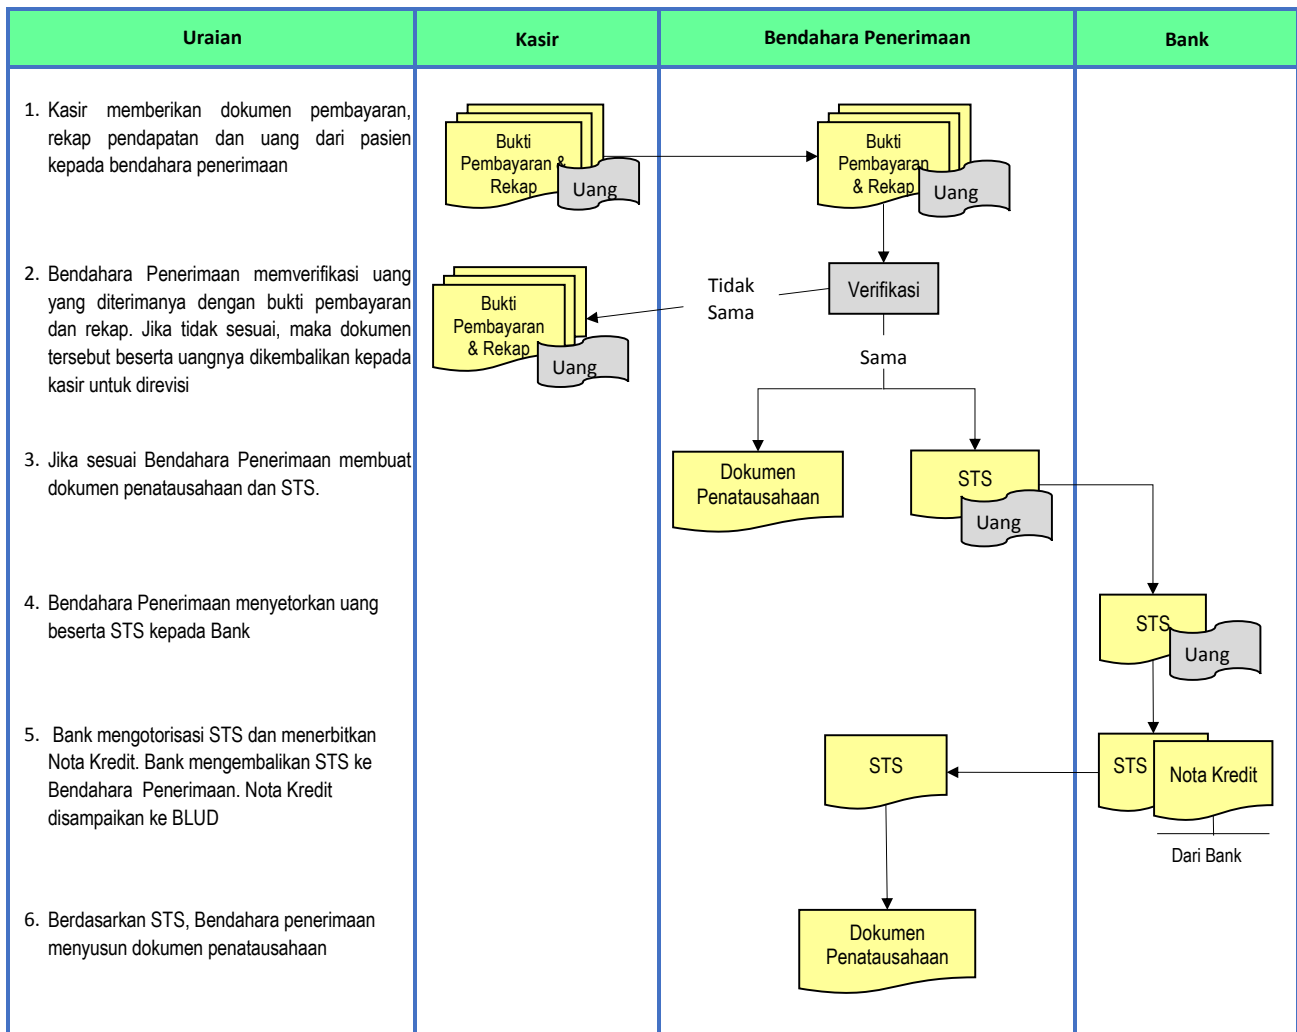 Uraian
Kasir
Bendahara Penerimaan
Bank
1. Kasir memberikan dokumen pembayaran,
rekap pendapatan dan uang dari pasien
kepada bendahara penerimaan
Bukti
Pembayaran &
Rekap
Uang
Bukti
Pembayaran
& Rekap
Uang
2. Bendahara Penerimaan memverifikasi uang
yang diterimanya dengan bukti pembayaran
dan rekap. Jika tidak sesuai, maka dokumen
tersebut beserta uangnya dikembalikan kepada
kasir untuk direvisi
Bukti
Pembayaran
& Rekap
Uang
Tidak
Sama
Verifikasi
Sama
3. Jika sesuai Bendahara Penerimaan membuat
dokumen penatausahaan dan STS.
Dokumen
Penatausahaan
STS
Uang
4. Bendahara Penerimaan menyetorkan uang
beserta STS kepada Bank
STS
Uang
5. Bank mengotorisasi STS dan menerbitkan
Nota Kredit. Bank mengembalikan STS ke
Bendahara Penerimaan. Nota Kredit
disampaikan ke BLUD
STS
STS
Nota Kredit
Dari Bank
6. Berdasarkan STS, Bendahara penerimaan
menyusun dokumen penatausahaan
Dokumen
Penatausahaan